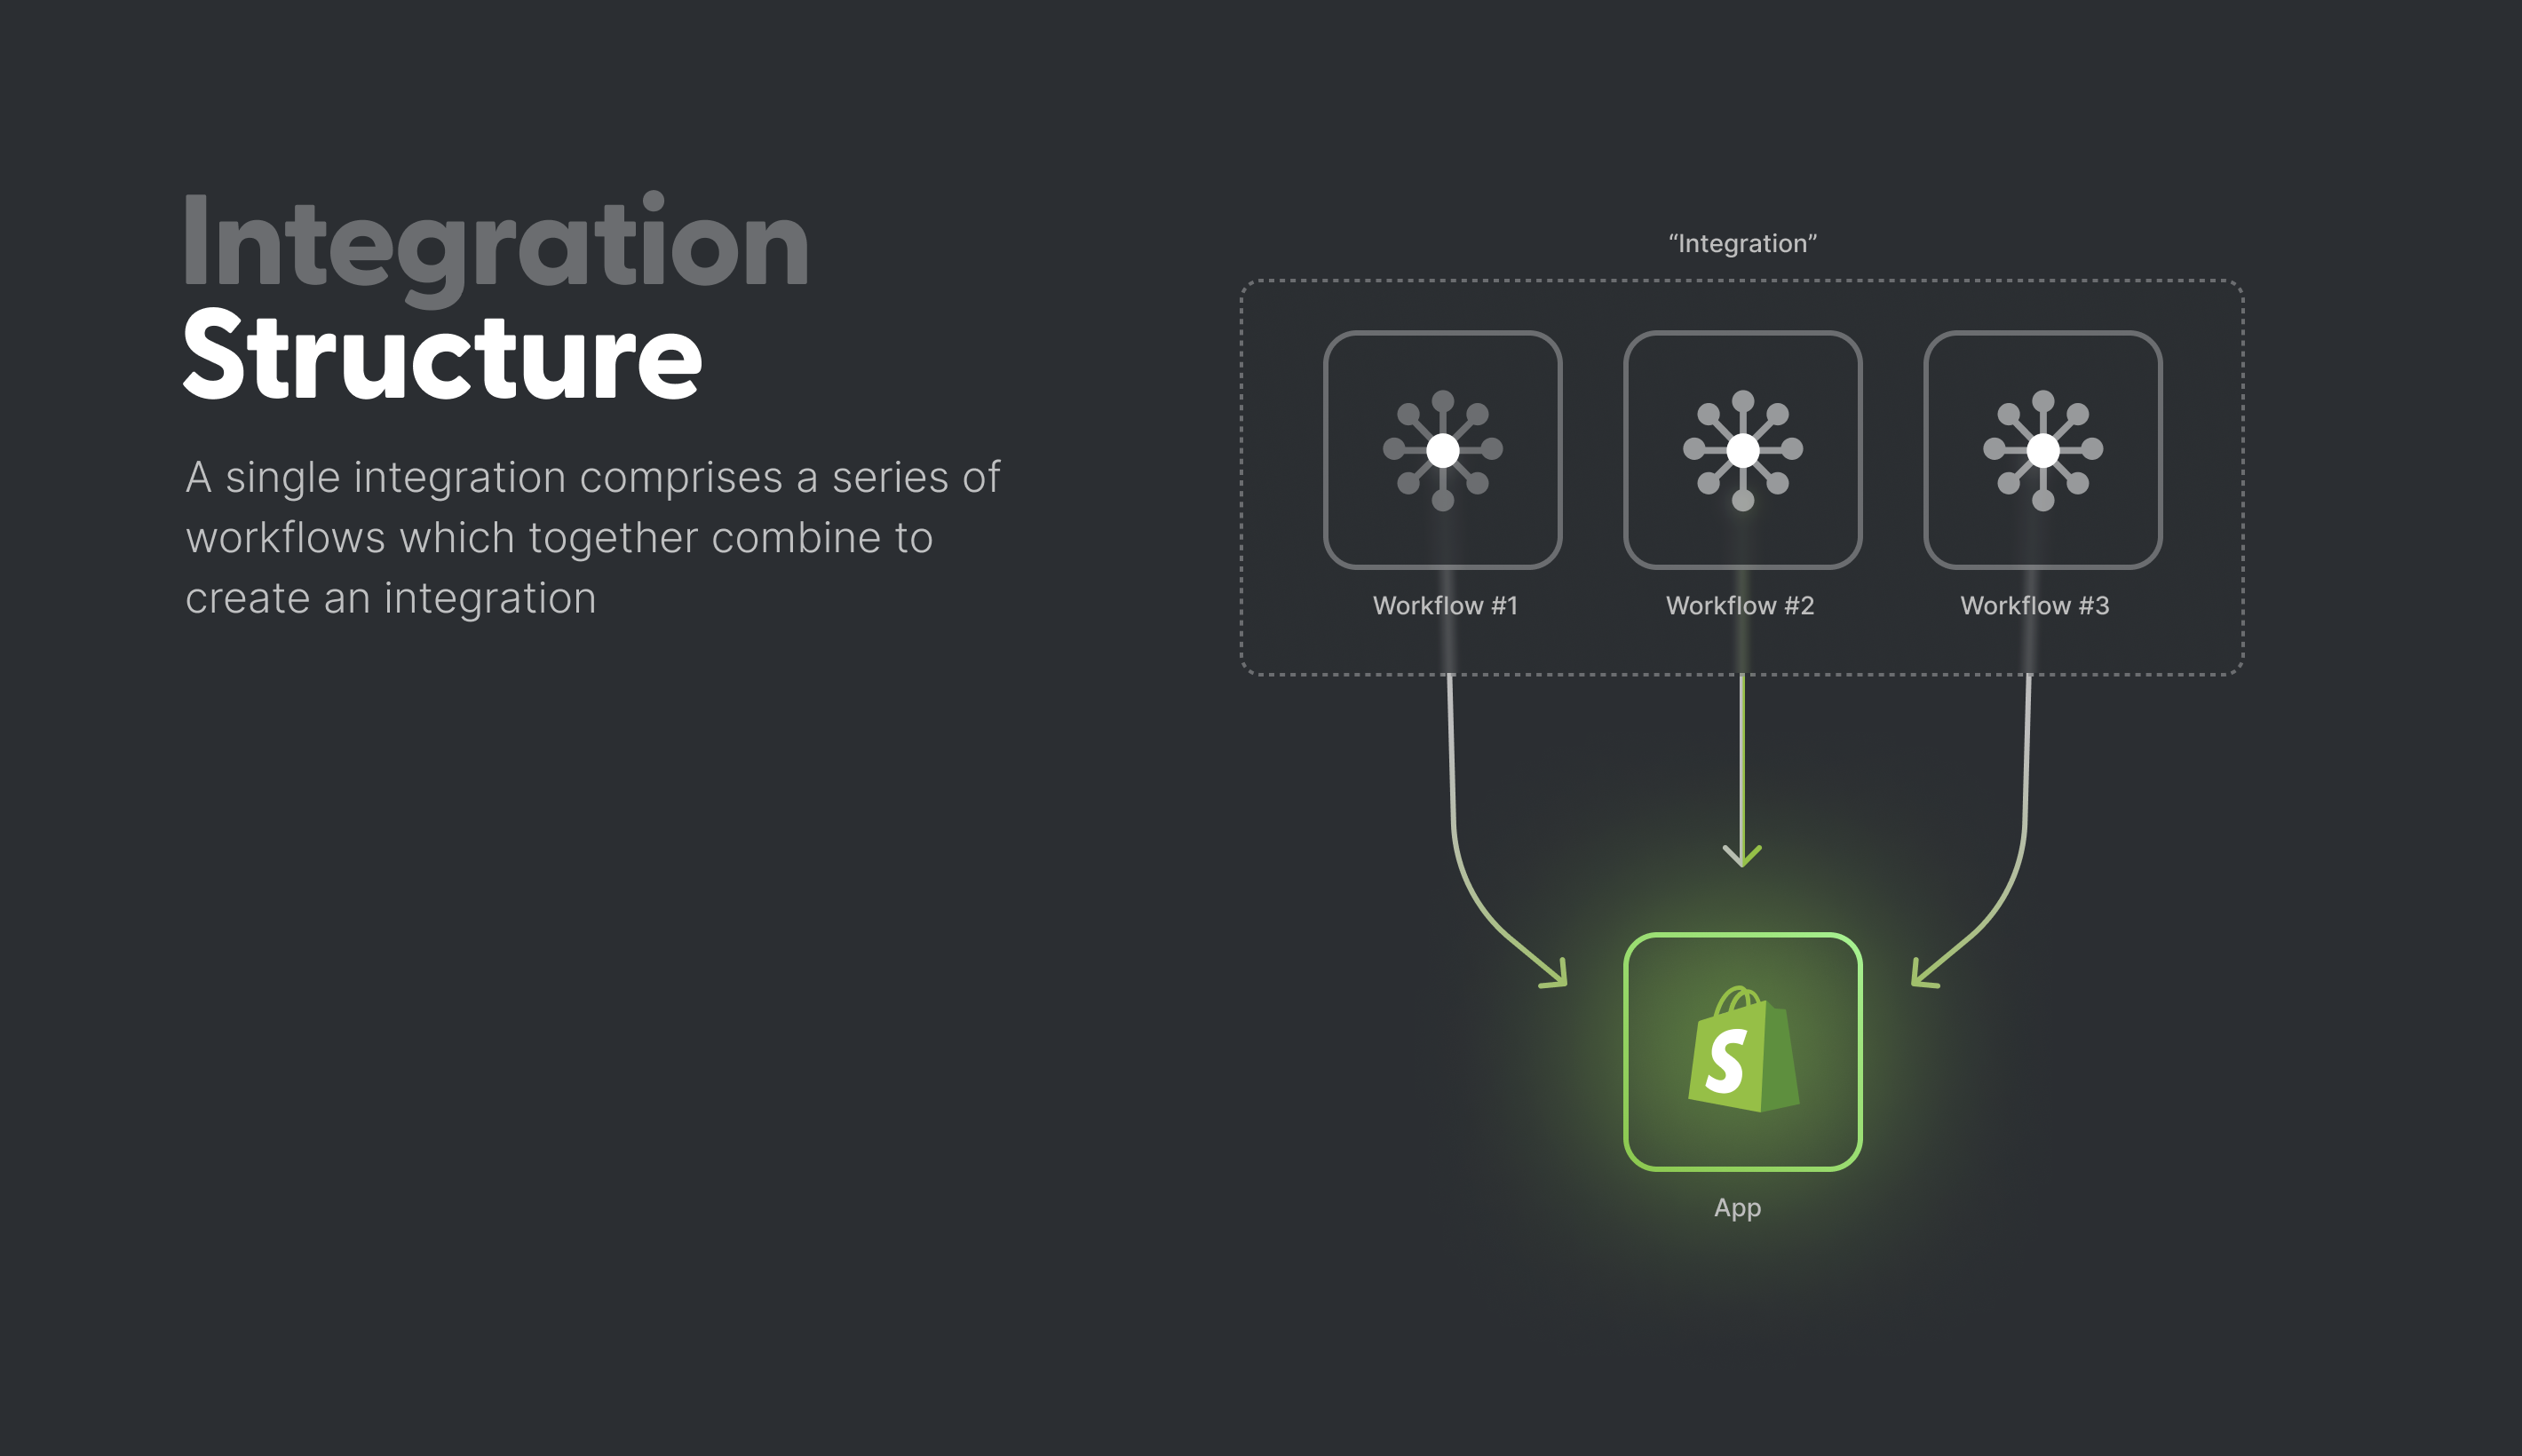 Integration
Structure
A single integration comprises a series of
workflows which together combine to
create an integration
“Integration”
Workflow #1
Workflow #2
Workflow #3
S
App